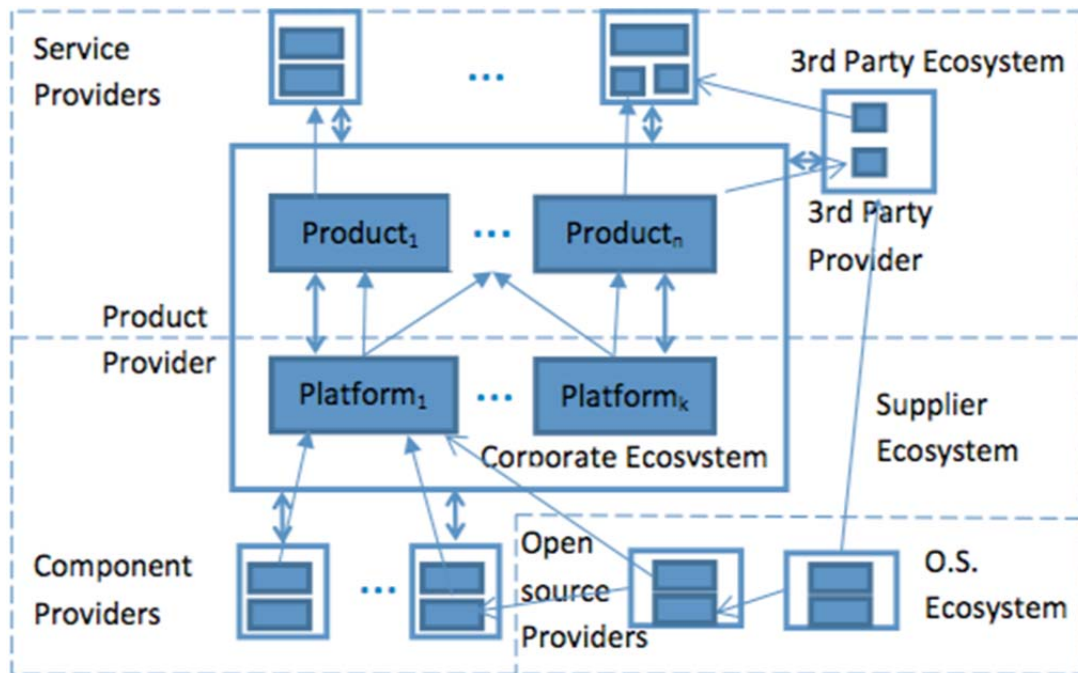 Service
Providers
...
3rd Party Ecosystem
Product₁
...
Productₙ
3rd Party
Provider
Product
Provider
Platform₁
...
Platformₖ
Supplier
Ecosystem
Corporate Ecosystem
Component
Providers
...
Open
source
Providers
O.S.
Ecosystem